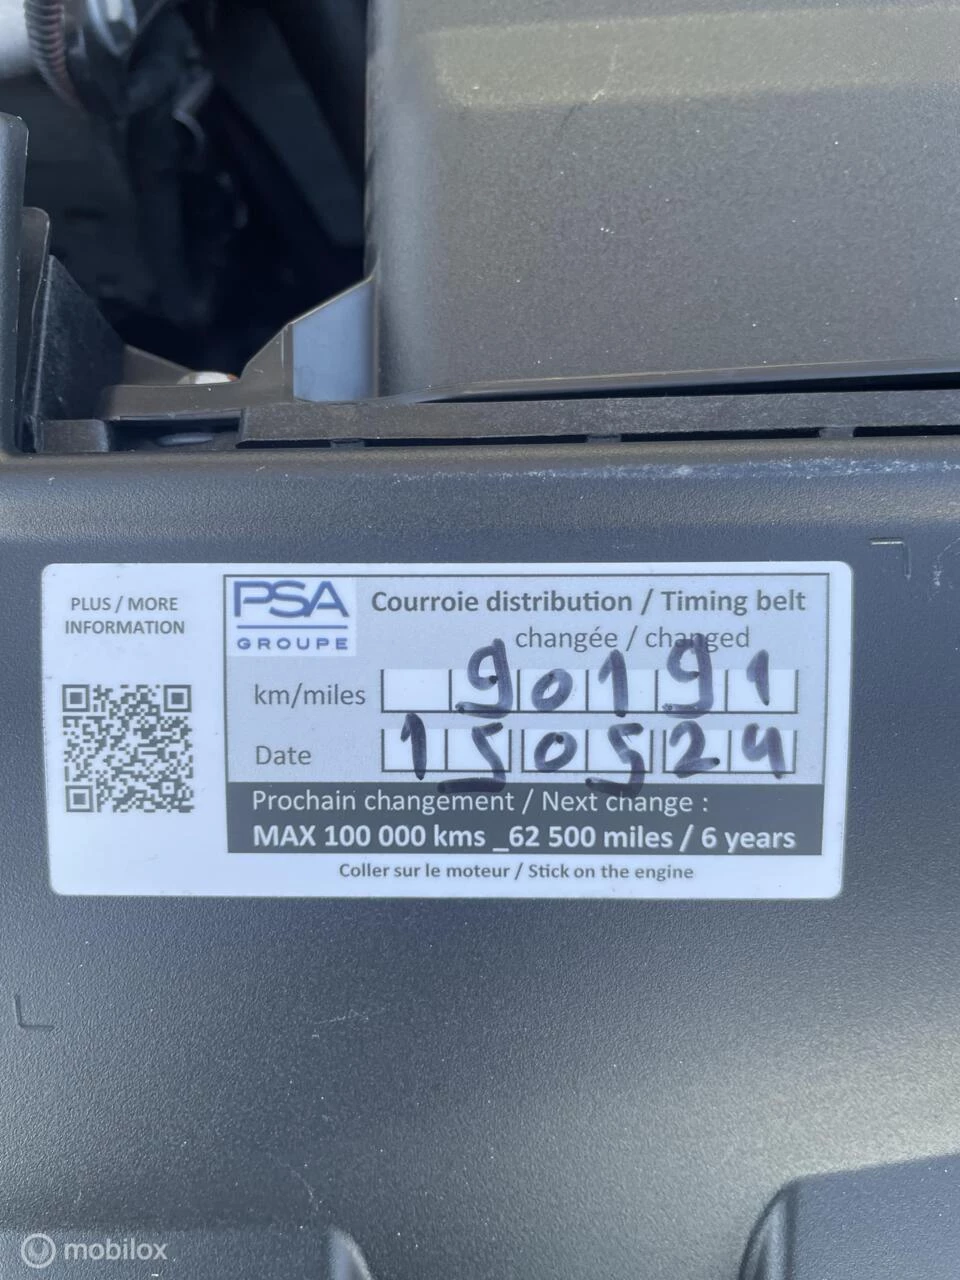 PLUS / MORE
INFORMATION
PSA
GROUPE
Courroie distribution / Timing belt
changée / changed
km/miles 90191
Date 150524
Prochain changement / Next change :
MAX 100 000 kms _62 500 miles / 6 years
Coller sur le moteur / Stick on the engine
mobilox